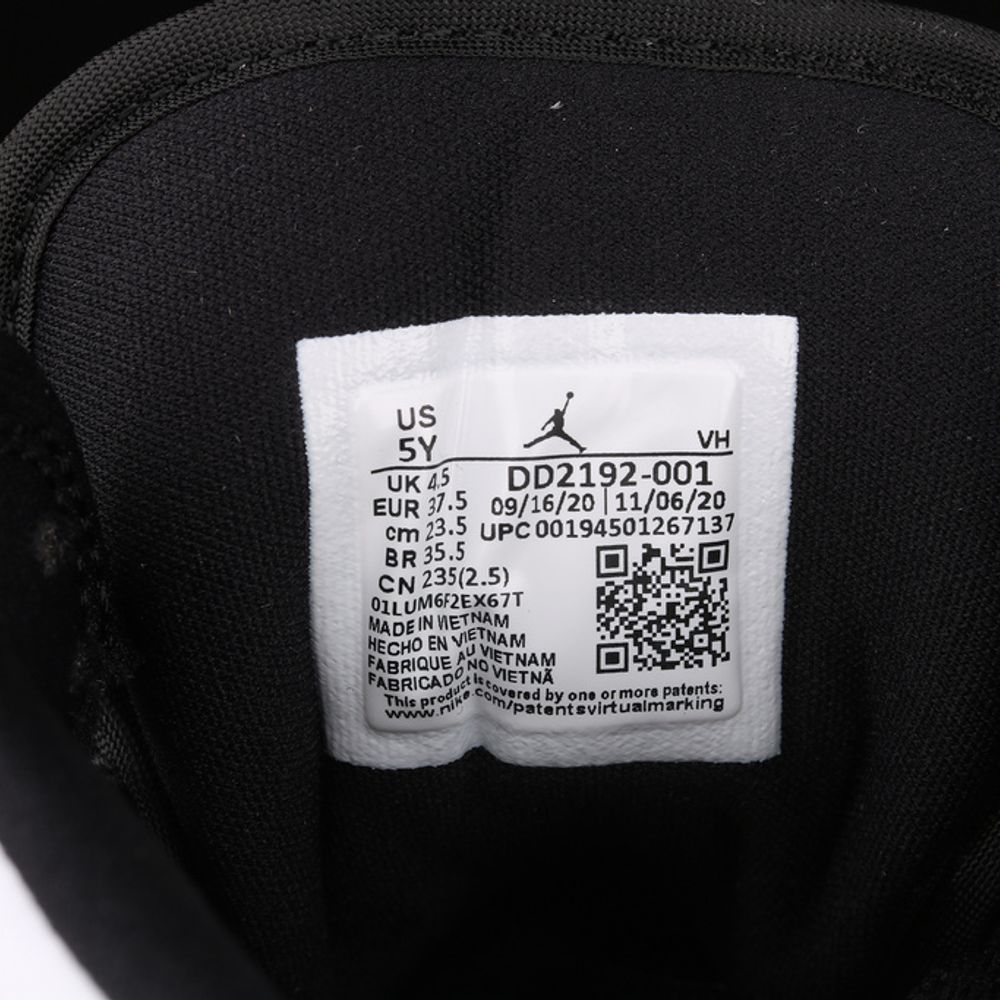 US
5Y
VH
UK 4.5
EUR 37.5
cm 23.5
BR 35.5
CN 235(2.5)
DD2192-001
09/16/20 | 11/06/20
UPC 00194501267137
01LUM6F2EX67T
MADE IN VIETNAM
HECHO EN VIETNAM
FABRIQUE AU VIETNAM
FABRICADO NO VIETNÃ
This product is covered by one or more patents:
www.nike.com/patentsvirtualmarking